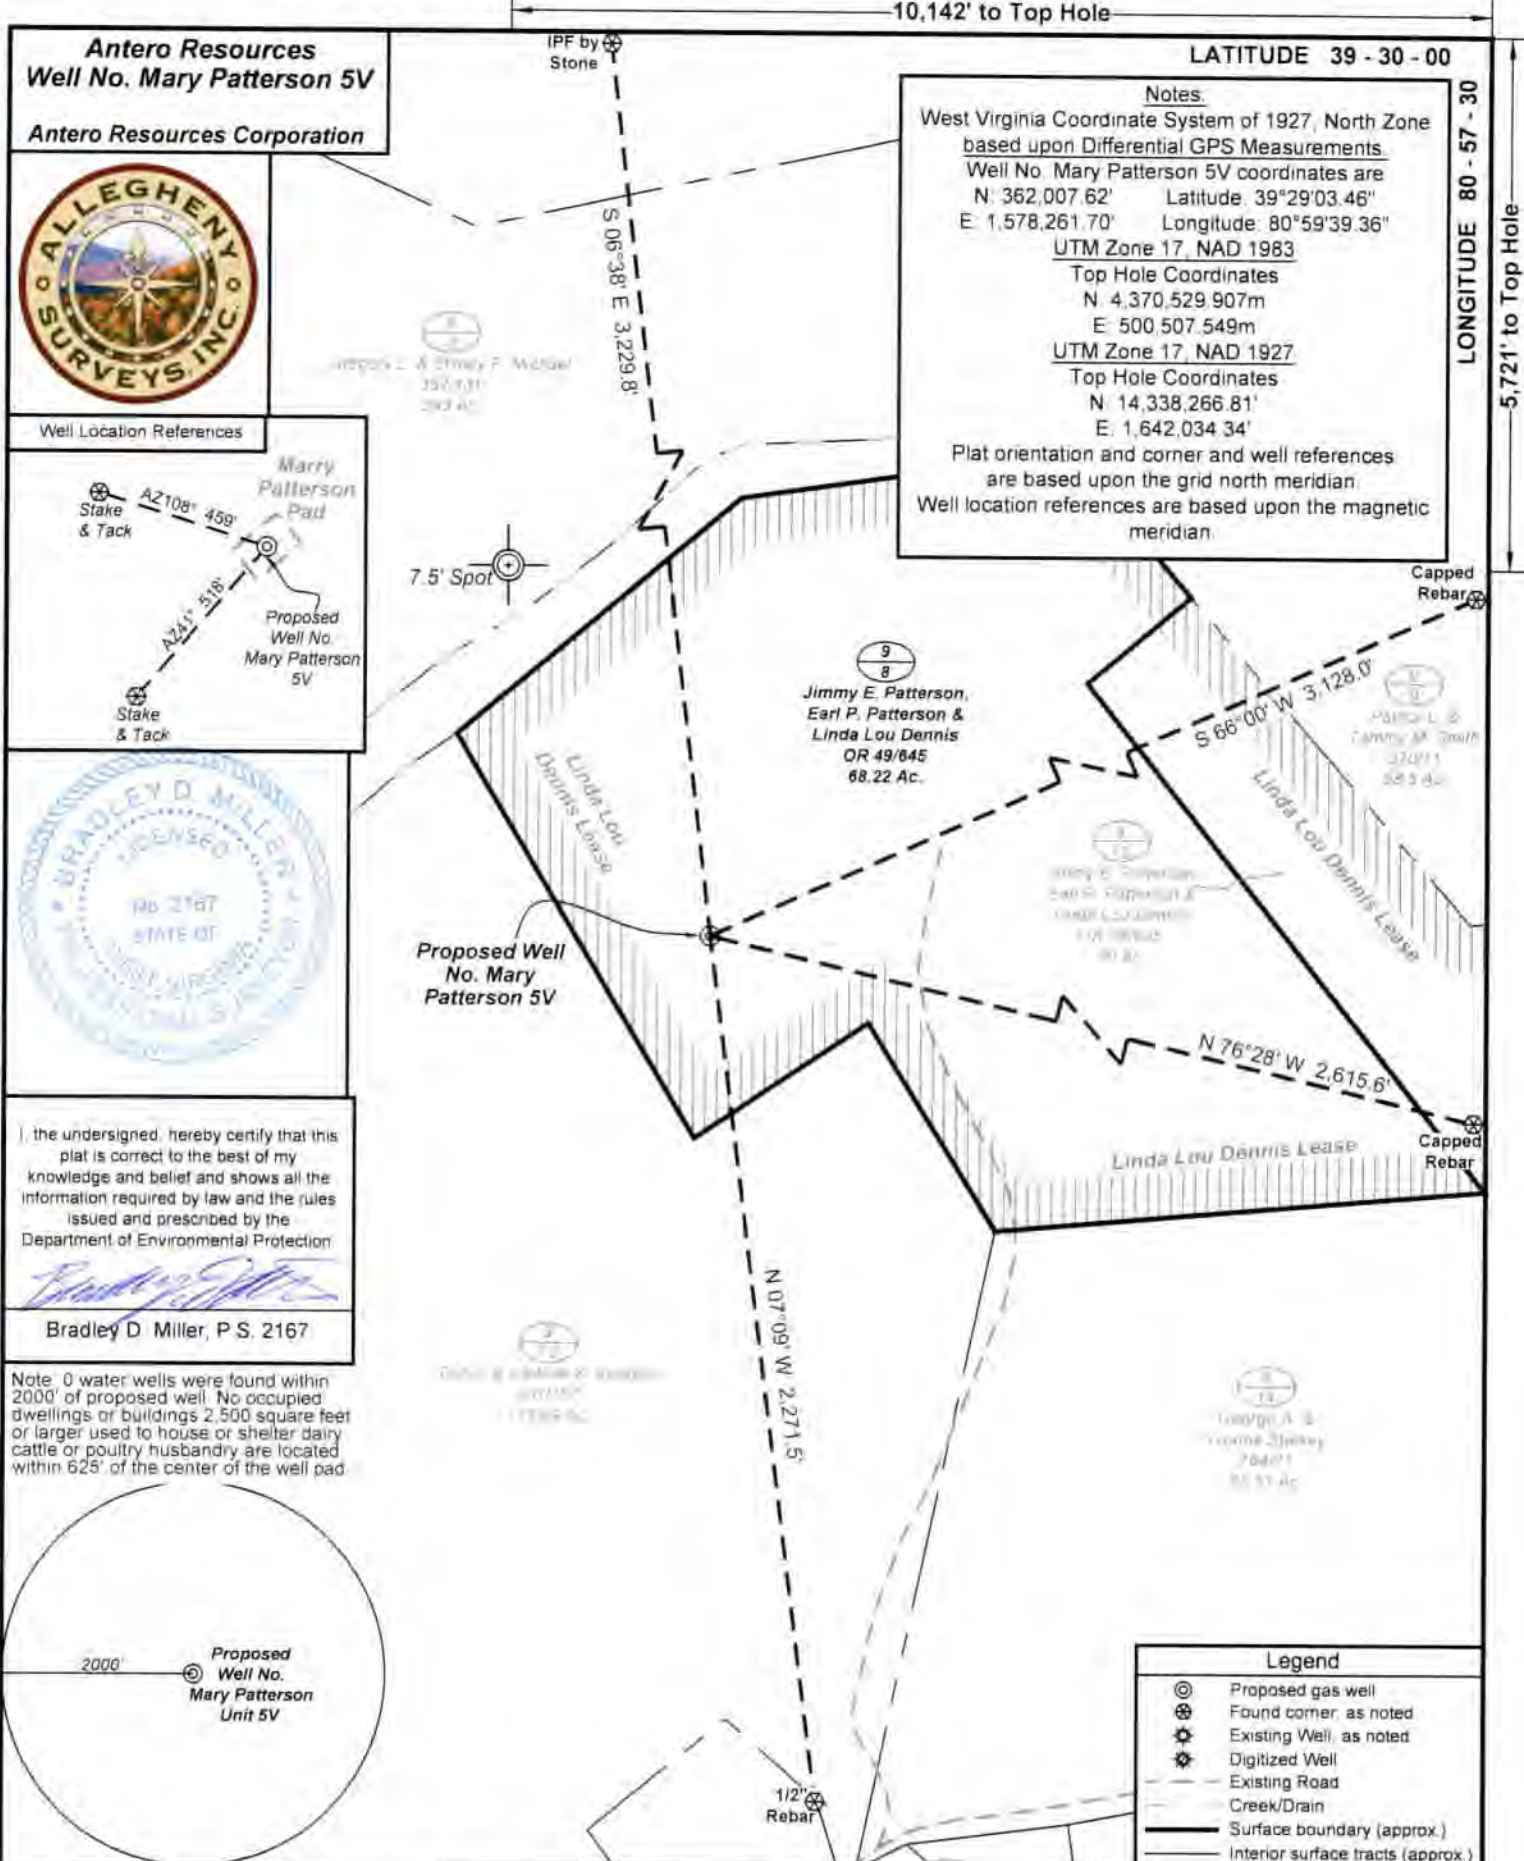 10,142' to Top Hole
Antero Resources
Well No. Mary Patterson 5V
Antero Resources Corporation
IPF by
Stone
LATITUDE 39 - 30 - 00
LONGITUDE 80 - 57 - 30
5,721' to Top Hole
Notes:
West Virginia Coordinate System of 1927, North Zone
based upon Differential GPS Measurements.
Well No. Mary Patterson 5V coordinates are
N: 362,007.62' Latitude: 39°29'03.46"
E: 1,578,261.70' Longitude: 80°59'39.36"
UTM Zone 17, NAD 1983
Top Hole Coordinates
N: 4,370,529.907m
E: 500,507.549m
UTM Zone 17, NAD 1927
Top Hole Coordinates
N: 14,338,266.81'
E: 1,642,034.34'
Plat orientation and corner and well references
are based upon the grid north meridian.
Well location references are based upon the magnetic
meridian.
ALLEGHENY
SURVEYS, INC.
S 06°38' E 3,229.8'
Well Location References
Marry
Patterson
Pad
Stake
& Tack
AZ108° 459'
AZ41° 518'
Proposed
Well No.
Mary Patterson
5V
Stake
& Tack
7.5' Spot
Capped
Rebar
9
8
Jimmy E. Patterson,
Earl P. Patterson &
Linda Lou Dennis
OR 49/645
68.22 Ac.
S 66°00' W 3,128.0'
Linda Lou
Dennis Lease
Linda Lou Dennis Lease
BRADLEY D. MILLER
LICENSED
No. 2167
STATE OF
Proposed Well
No. Mary
Patterson 5V
N 76°28' W 2,615.6'
Capped
Rebar
Linda Lou Dennis Lease
I, the undersigned, hereby certify that this
plat is correct to the best of my
knowledge and belief and shows all the
information required by law and the rules
issued and prescribed by the
Department of Environmental Protection
Bradley D. Miller, P.S. 2167
N 07°09' W 2,271.5'
Note: 0 water wells were found within
2000' of proposed well. No occupied
dwellings or buildings 2,500 square feet
or larger used to house or shelter dairy
cattle or poultry husbandry are located
within 625' of the center of the well pad
2000'
Proposed
Well No.
Mary Patterson
Unit 5V
1/2"
Rebar
Legend
Proposed gas well
Found corner, as noted
Existing Well, as noted
Digitized Well
Existing Road
Creek/Drain
Surface boundary (approx.)
Interior surface tracts (approx.)